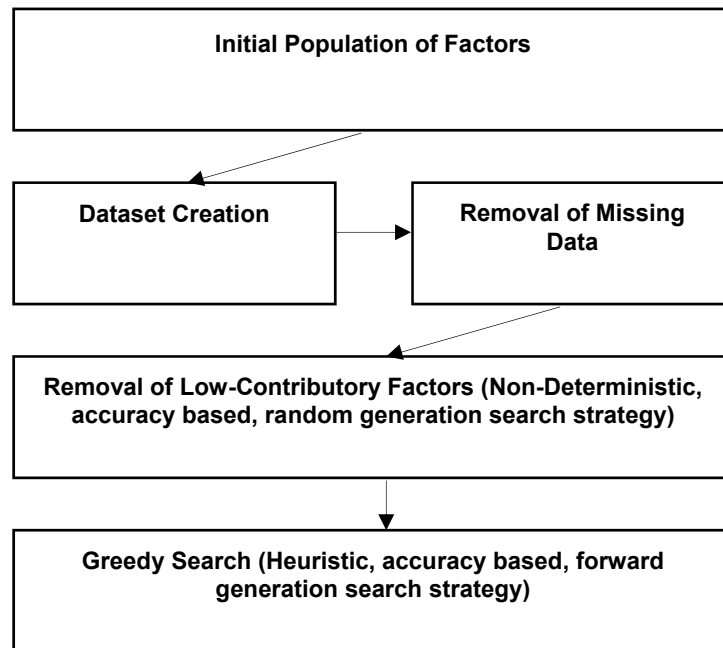 Initial Population of Factors
Dataset Creation
Removal of Missing
Data
Removal of Low-Contributory Factors (Non-Deterministic,
accuracy based, random generation search strategy)
Greedy Search (Heuristic, accuracy based, forward
generation search strategy)